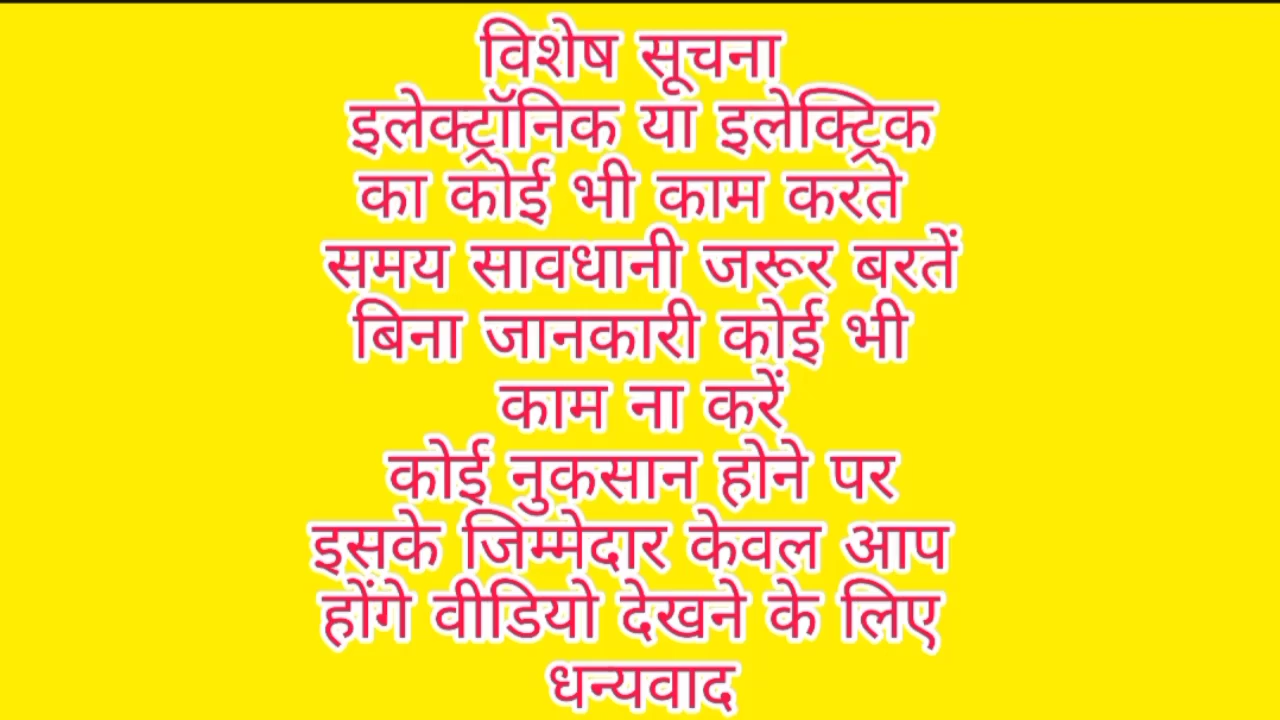 विशेष सूचना
इलेक्ट्रॉनिक या इलेक्ट्रिक
का कोई भी काम करते
समय सावधानी जरूर बरतें
बिना जानकारी कोई भी
काम ना करें
कोई नुकसान होने पर
इसके जिम्मेदार केवल आप
होंगे वीडियो देखने के लिए
धन्यवाद